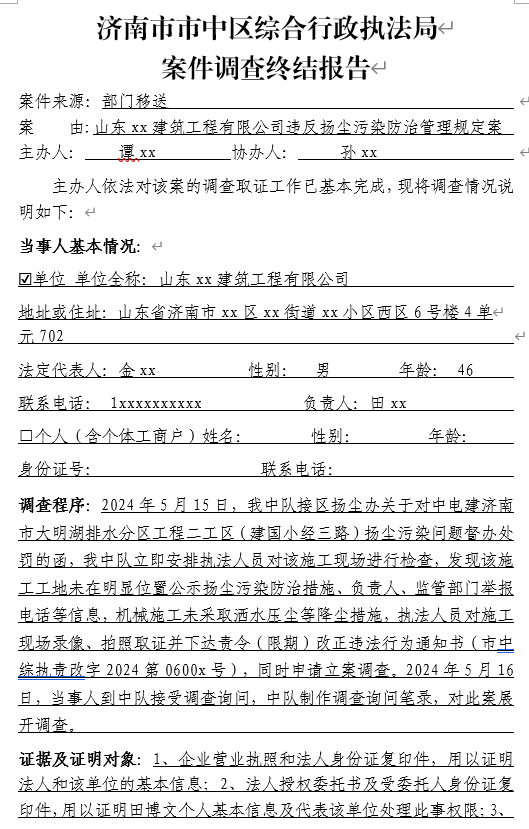 济南市市中区综合行政执法局
案件调查终结报告
案件来源：部门移送
案　　由：山东 xx 建筑工程有限公司违反扬尘污染防治管理规定案
主办人：　谭 xx　　协办人：　孙 xx
主办人依法对该案的调查取证工作已基本完成，现将调查情况说
明如下：
当事人基本情况：
☑单位 单位全称：山东 xx 建筑工程有限公司
地址或住址：山东省济南市 xx 区 xx 街道 xx 小区西区 6 号楼 4 单
元 702
法定代表人：金 xx　　性别：　男　　年龄：　46
联系电话：　1xxxxxxxxxx　　负责人：田 xx
☐个人（含个体工商户）姓名：　　性别：　　年龄：
身份证号：　　联系电话：
调查程序：2024 年 5 月 15 日，我中队接区扬尘办关于对中电建济南
市大明湖排水分区工程二工区（建国小经三路）扬尘污染问题督办处
罚的函，我中队立即安排执法人员对该施工现场进行检查，发现该施
工工地未在明显位置公示扬尘污染防治措施、负责人、监管部门举报
电话等信息，机械施工未采取洒水压尘等降尘措施，执法人员对施工
现场录像、拍照取证并下达责令（限期）改正违法行为通知书（市中
综执责改字 2024 第 0600x 号），同时申请立案调查。2024 年 5 月 16
日，当事人到中队接受调查询问，中队制作调查询问笔录，对此案展
开调查。
证据及证明对象：1、企业营业执照和法人身份证复印件，用以证明
法人和该单位的基本信息；2、法人授权委托书及受委托人身份证复
印件，用以证明田博文个人基本信息及代表该单位处理此事权限；3、